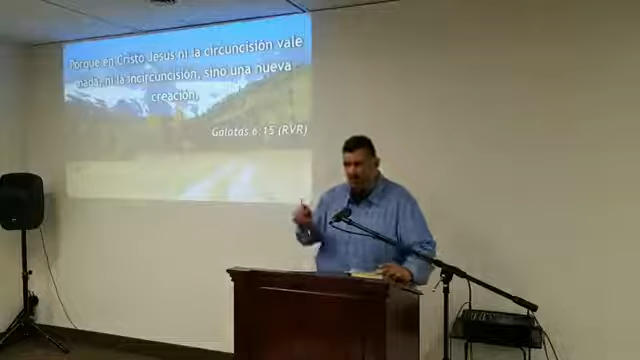 Porque en Cristo Jesús ni la circuncisión vale
nada, ni la incircuncisión, sino una nueva
creación.
Galatas 6:15 (RVR)